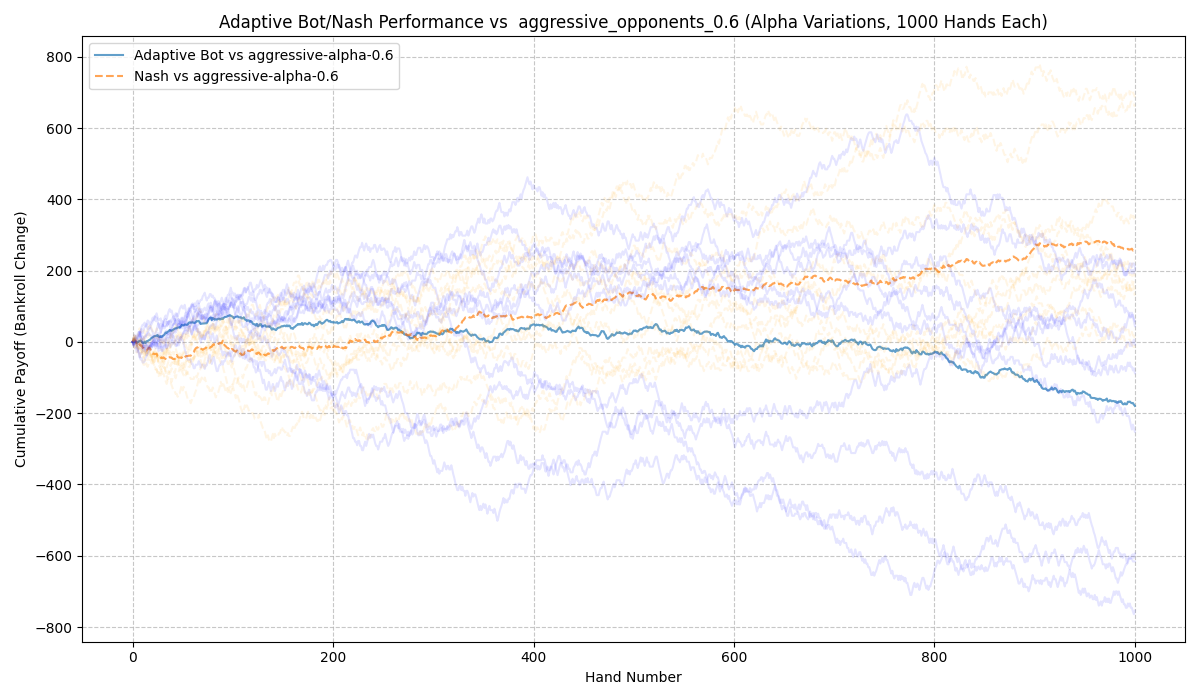 Adaptive Bot/Nash Performance vs  aggressive_opponents_0.6 (Alpha Variations, 1000 Hands Each)
Adaptive Bot vs aggressive-alpha-0.6
Nash vs aggressive-alpha-0.6
Cumulative Payoff (Bankroll Change)
800
600
400
200
0
−200
−400
−600
−800
0 200 400 600 800 1000
Hand Number